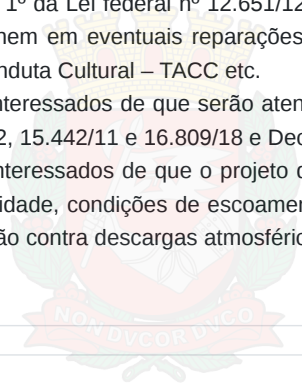 1º da Lei federal nº 12.651/12
nem em eventuais reparações
nduta Cultural – TACC etc.
nteressados de que serão aten
2, 15.442/11 e 16.809/18 e Dec
nteressados de que o projeto d
idade, condições de escoamen
ão contra descargas atmosféric
NON DVCOR DVCO